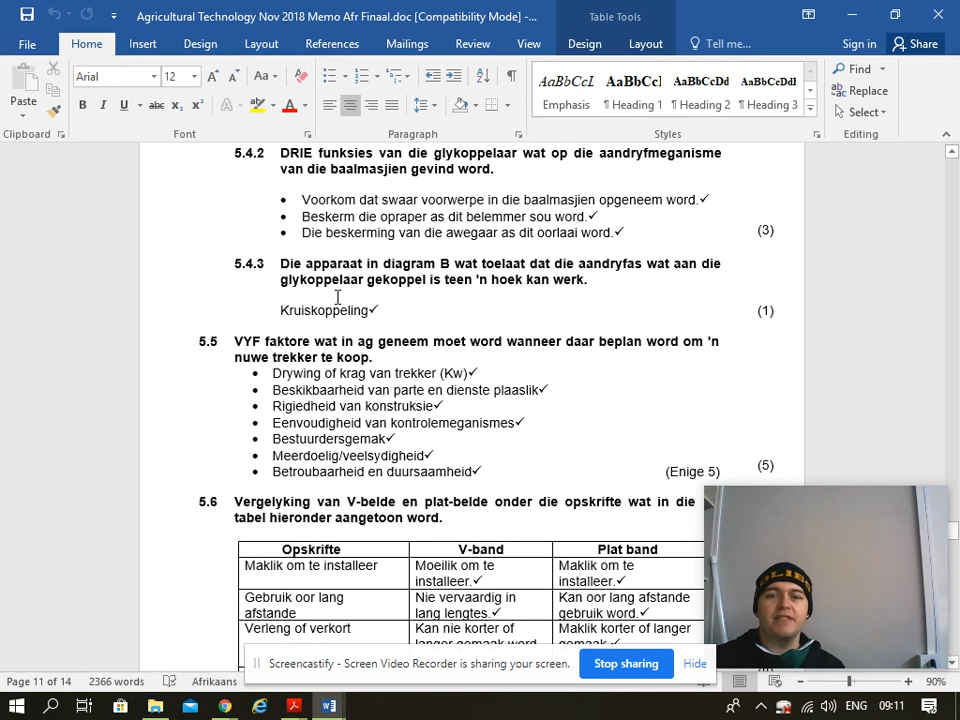 Agricultural Technology Nov 2018 Memo Afr Finaal.doc [Compatibility Mode] -...
Table Tools
File Home Insert Design Layout References Mailings Review View Design Layout Tell me... Sign in Share
Paste
Arial 12
Aa
B I U abc X₂ X²
A A
AaBbCcL AaBbCcI AaBbCcDd AaBbCcDdI
Emphasis ¶ Heading 1 ¶ Heading 2 ¶ Heading 3
Find
Replace
Select
Clipboard Font Paragraph Styles Editing
5.4.2 DRIE funksies van die glykoppelaar wat op die aandryfmeganisme
van die baalmasjien gevind word.
• Voorkom dat swaar voorwerpe in die baalmasjien opgeneem word.✓
• Beskerm die opraper as dit belemmer sou word.✓
• Die beskerming van die awegaar as dit oorlaai word.✓ (3)
5.4.3 Die apparaat in diagram B wat toelaat dat die aandryfas wat aan die
glykoppelaar gekoppel is teen 'n hoek kan werk.
Kruiskoppeling✓ (1)
5.5 VYF faktore wat in ag geneem moet word wanneer daar beplan word om 'n
nuwe trekker te koop.
• Drywing of krag van trekker (Kw)✓
• Beskikbaarheid van parte en dienste plaaslik✓
• Rigiedheid van konstruksie✓
• Eenvoudigheid van kontrolemeganismes✓
• Bestuurdersgemak✓
• Meerdoelig/veelsydigheid✓
• Betroubaarheid en duursaamheid✓ (Enige 5) (5)
5.6 Vergelyking van V-belde en plat-belde onder die opskrifte wat in die
tabel hieronder aangetoon word.
Opskrifte V-band Plat band
Maklik om te installeer Moeilik om te Maklik om te
installeer.✓ installeer.✓
Gebruik oor lang Nie vervaardig in Kan oor lang afstande
afstande lang lengtes.✓ gebruik word.✓
Verleng of verkort Kan nie korter of Maklik korter of langer
Screencastify - Screen Video Recorder is sharing your screen. Stop sharing Hide
Page 11 of 14 2366 words Afrikaans 90%
ENG 09:11